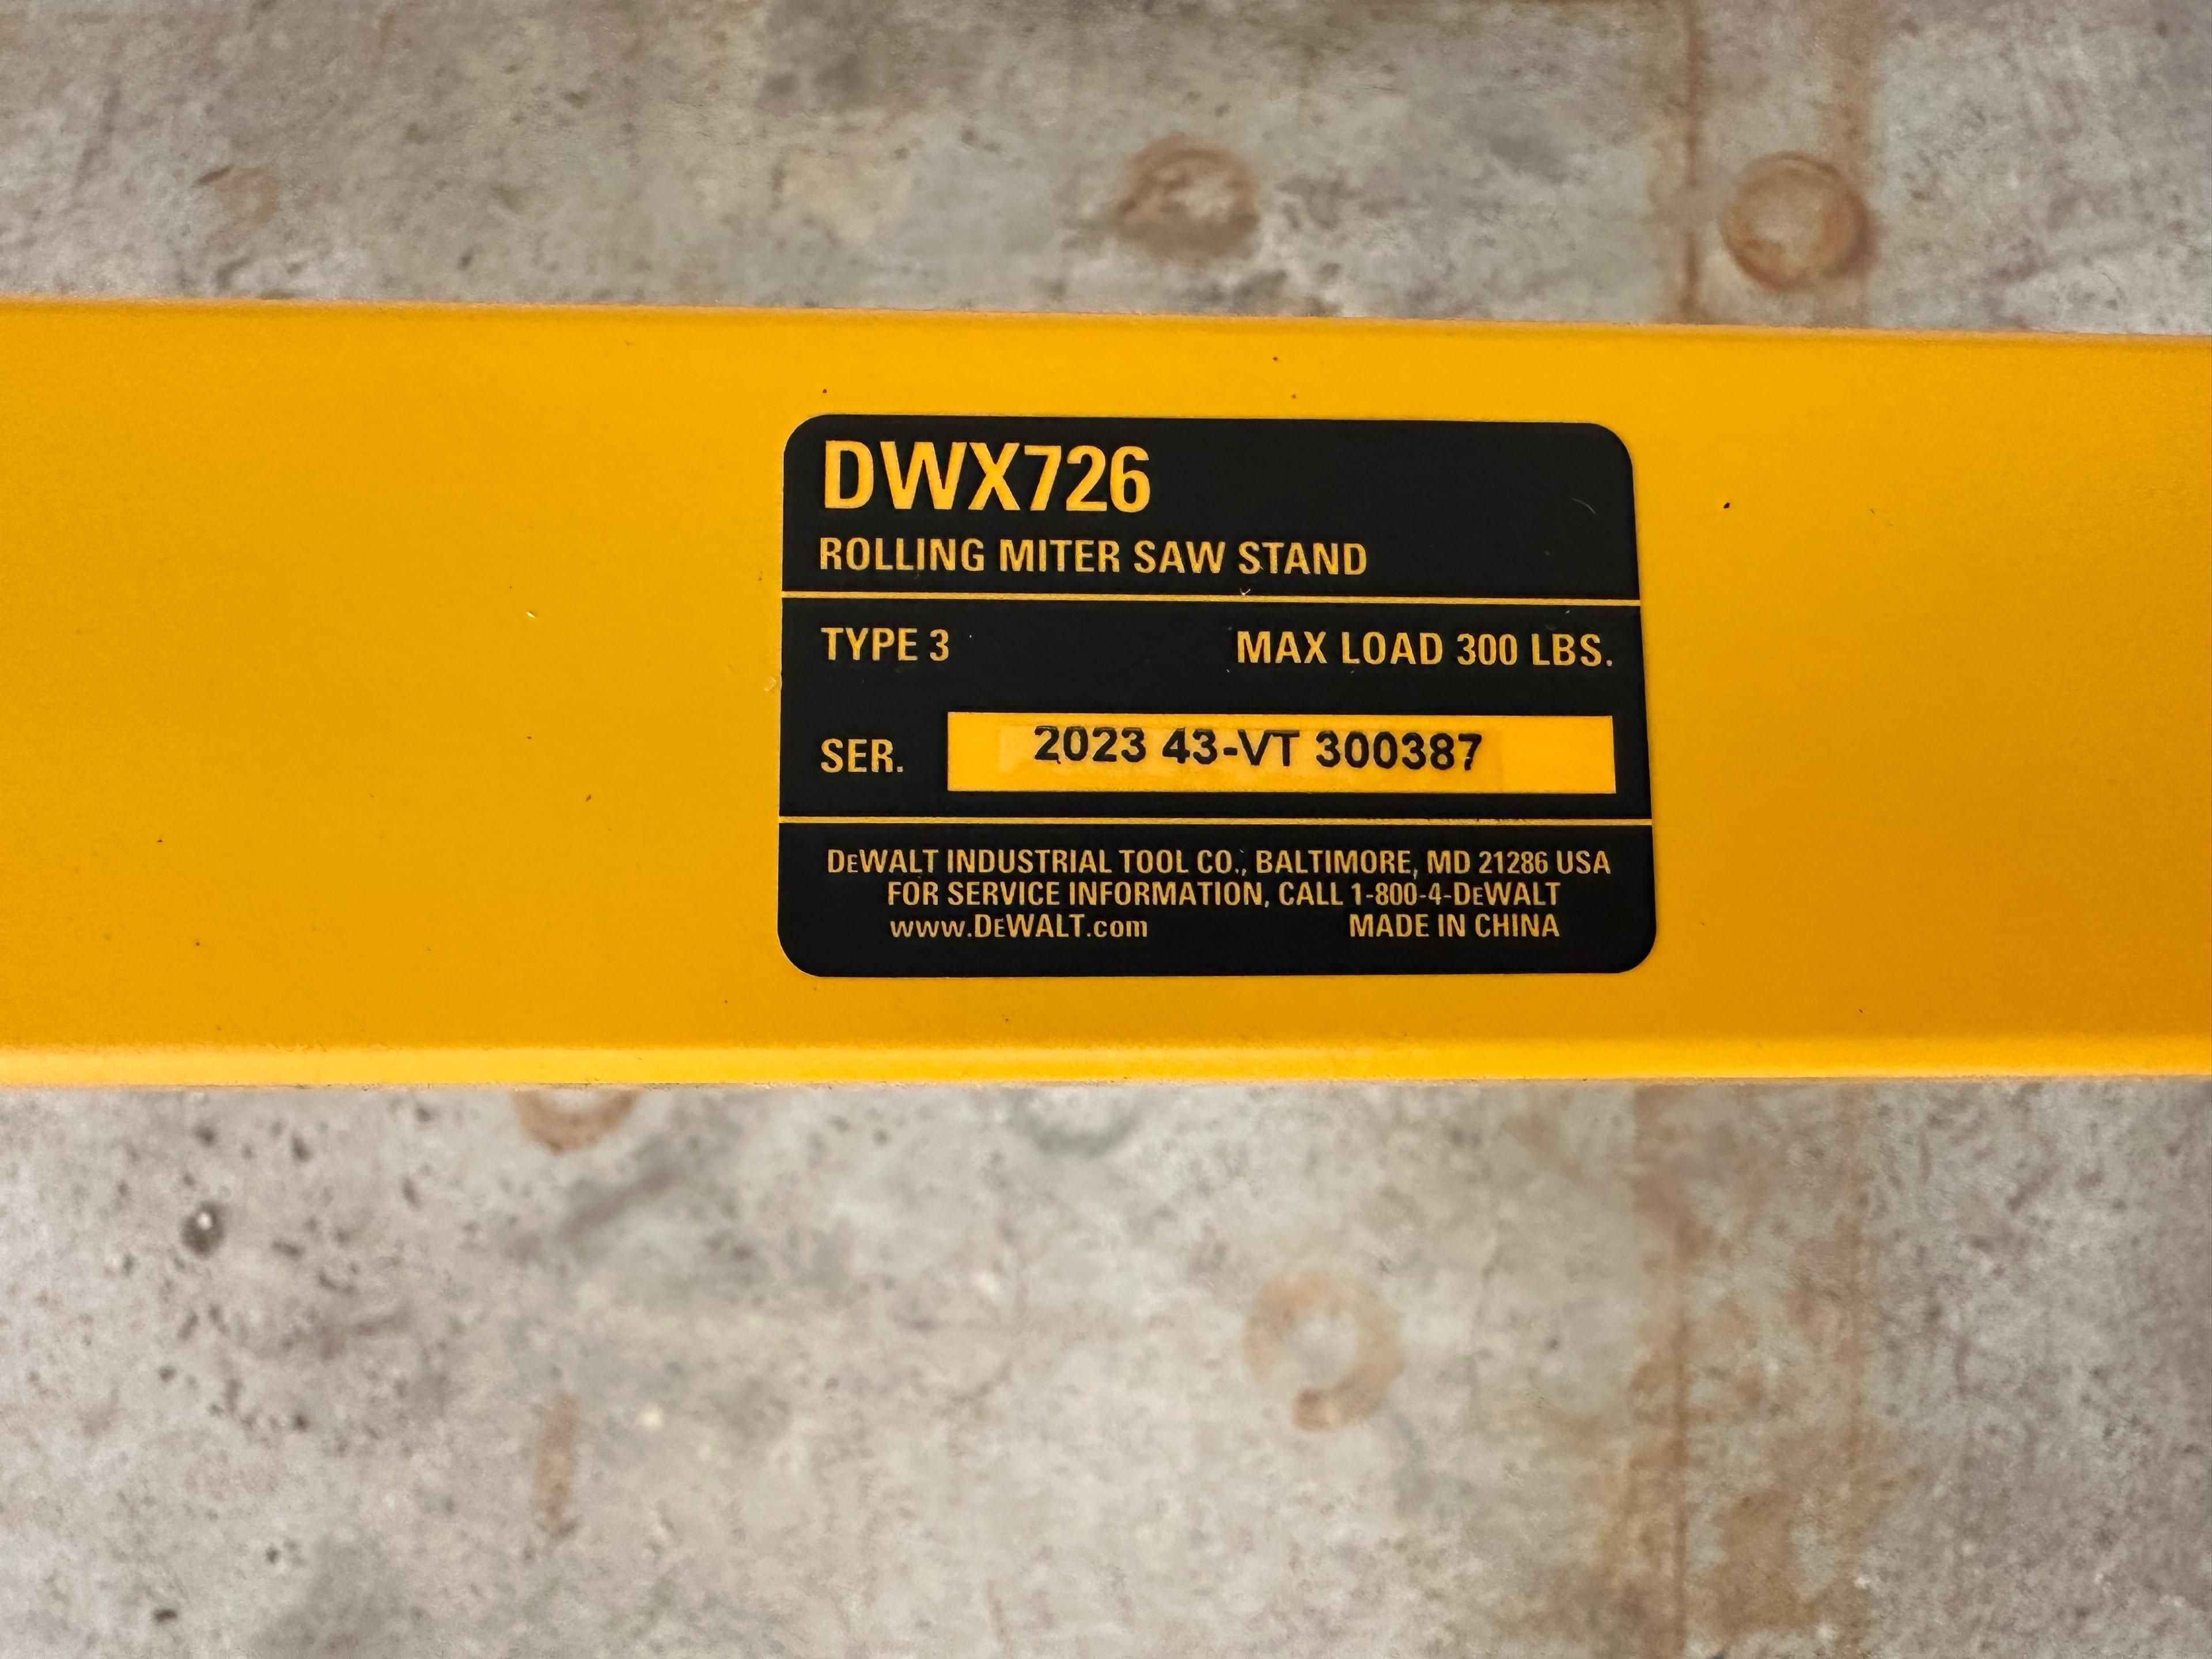 DWX726
ROLLING MITER SAW STAND
TYPE 3 MAX LOAD 300 LBS.
SER. 2023 43-VT 300387
DEWALT INDUSTRIAL TOOL CO., BALTIMORE, MD 21286 USA
FOR SERVICE INFORMATION, CALL 1-800-4-DEWALT
www.DEWALT.com MADE IN CHINA